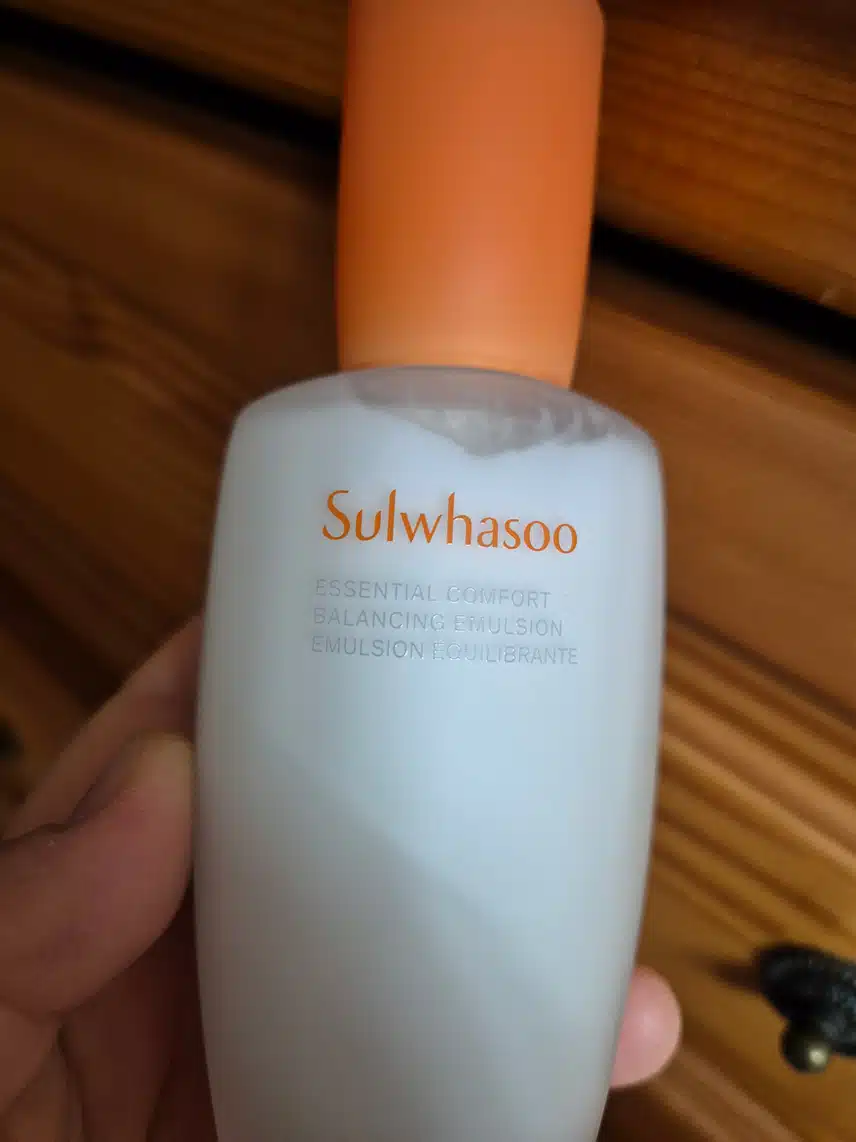 Sulwhasoo
ESSENTIAL COMFORT
BALANCING EMULSION
EMULSION ÉQUILIBRANTE